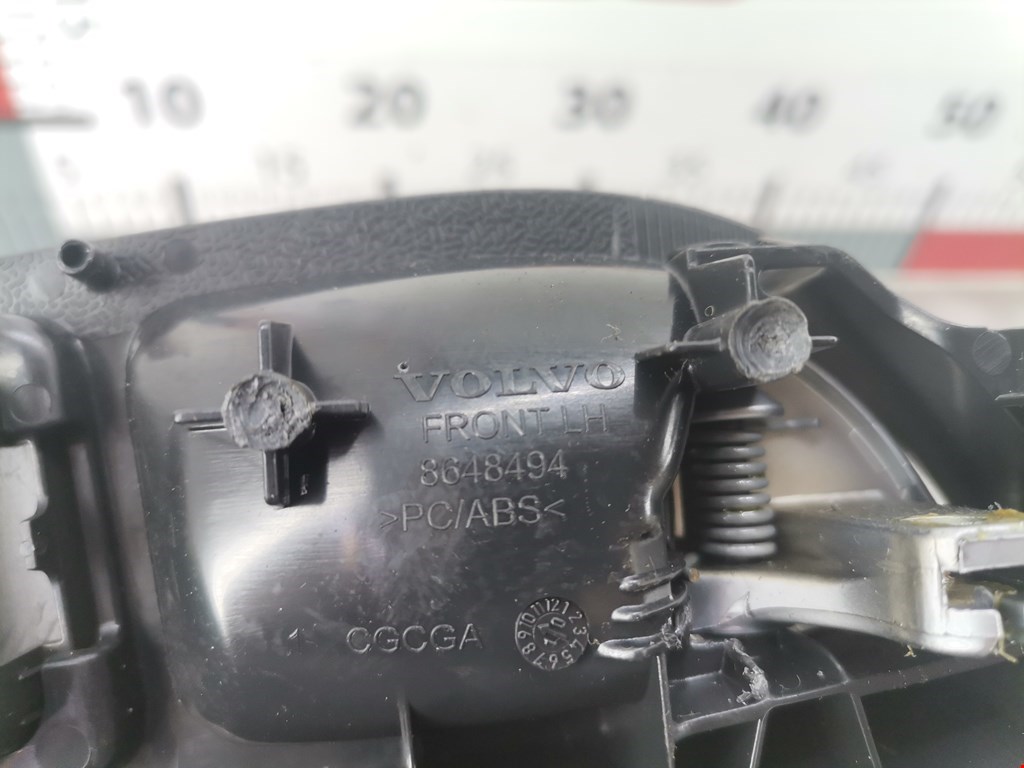 10 20 30 40 50
VOLVO
FRONT LH
8648494
>PC/ABS<
CGCGA